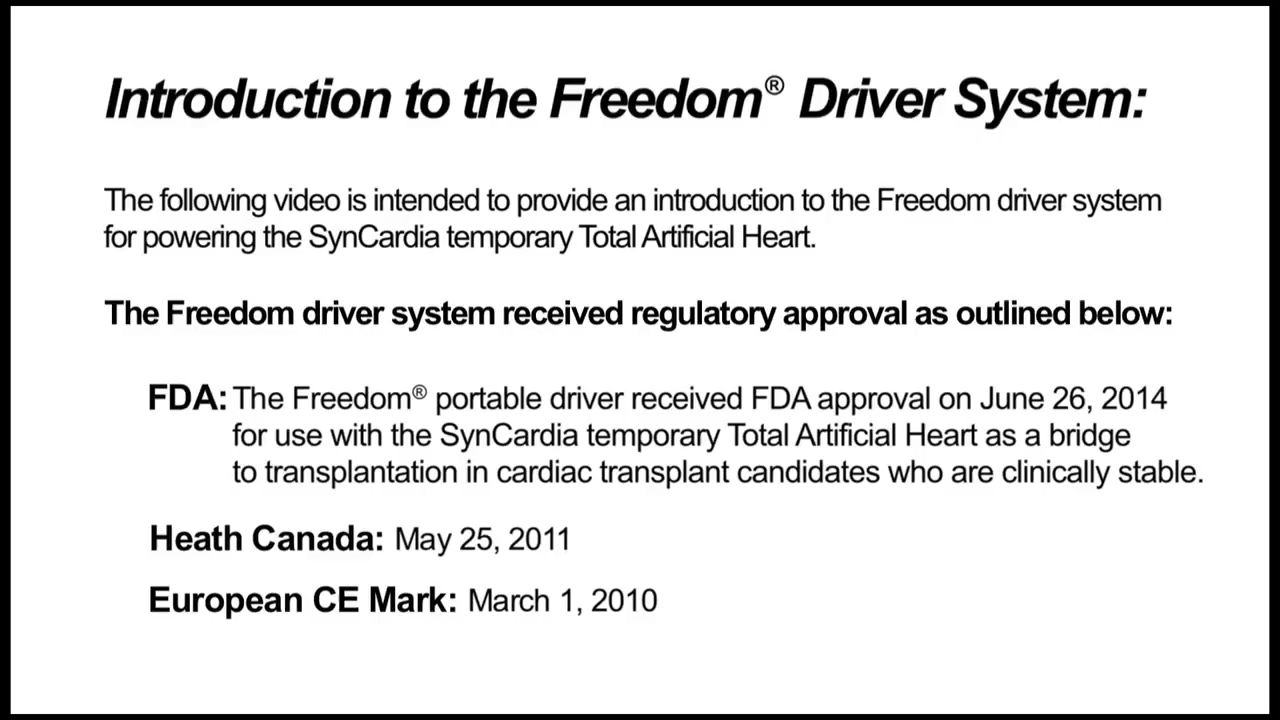 Introduction to the Freedom® Driver System:
The following video is intended to provide an introduction to the Freedom driver system
for powering the SynCardia temporary Total Artificial Heart.
The Freedom driver system received regulatory approval as outlined below:
FDA: The Freedom® portable driver received FDA approval on June 26, 2014
for use with the SynCardia temporary Total Artificial Heart as a bridge
to transplantation in cardiac transplant candidates who are clinically stable.
Heath Canada: May 25, 2011
European CE Mark: March 1, 2010